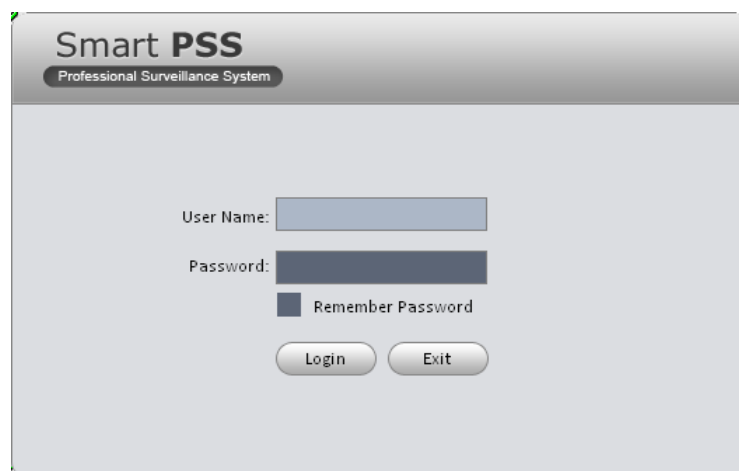 Smart PSS
Professional Surveillance System
User Name:
Password:
Remember Password
Login Exit